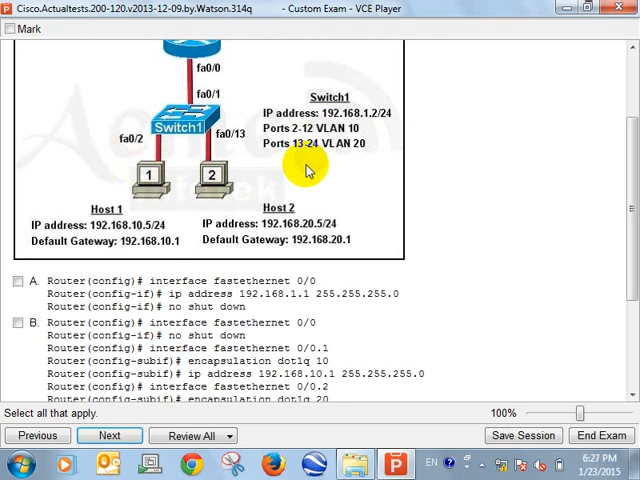 Cisco.Actualtests.200-120.v2013-12-09.by.Watson.314q - Custom Exam - VCE Player
Mark
fa0/0
fa0/1
Switch1
fa0/2
fa0/13
Switch1
IP address: 192.168.1.2/24
Ports 2-12 VLAN 10
Ports 13-24 VLAN 20
1
2
Host 1
IP address: 192.168.10.5/24
Default Gateway: 192.168.10.1
Host 2
IP address: 192.168.20.5/24
Default Gateway: 192.168.20.1
A. Router(config)# interface fastethernet 0/0
Router(config-if)# ip address 192.168.1.1 255.255.255.0
Router(config-if)# no shut down
B. Router(config)# interface fastethernet 0/0
Router(config-if)# no shut down
Router(config)# interface fastethernet 0/0.1
Router(config-subif)# encapsulation dot1q 10
Router(config-subif)# ip address 192.168.10.1 255.255.255.0
Router(config)# interface fastethernet 0/0.2
Router(config-subif)# encapsulation dot1q 20
Select all that apply.
100%
Previous
Next
Review All
Save Session
End Exam
EN
6:27 PM
1/23/2015